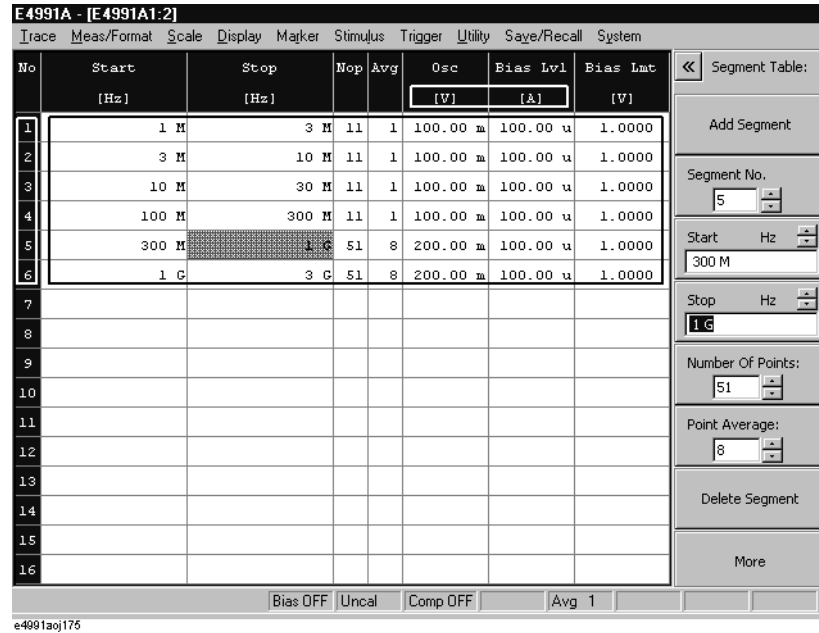 E4991A - [E4991A1:2]
Trace Meas/Format Scale Display Marker Stimulus Trigger Utility Save/Recall System
No Start Stop Nop Avg Osc Bias Lvl Bias Lmt
[Hz] [Hz] [V] [A] [V]
1 1 M 3 M 11 1 100.00 m 100.00 u 1.0000
2 3 M 10 M 11 1 100.00 m 100.00 u 1.0000
3 10 M 30 M 11 1 100.00 m 100.00 u 1.0000
4 100 M 300 M 11 1 100.00 m 100.00 u 1.0000
5 300 M 1 G 51 8 200.00 m 100.00 u 1.0000
6 1 G 3 G 51 8 200.00 m 100.00 u 1.0000
7
8
9
10
11
12
13
14
15
16
« Segment Table:
Add Segment
Segment No.
5
Start Hz
300 M
Stop Hz
1 G
Number Of Points:
51
Point Average:
8
Delete Segment
More
Bias OFF Uncal Comp OFF Avg 1
e4991aoj175